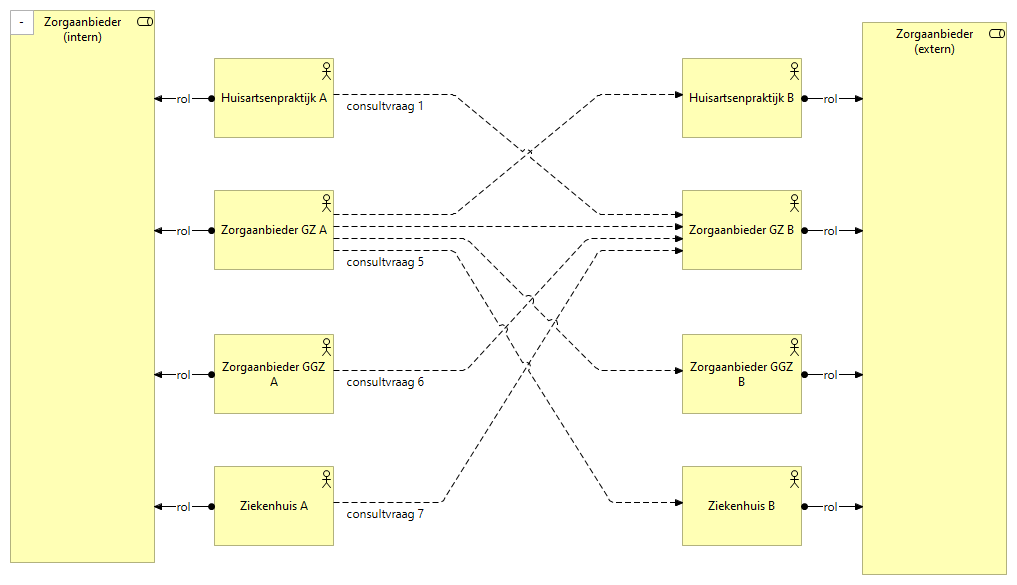 -
Zorgaanbieder
(intern)
Zorgaanbieder
(extern)
rol
Huisartsenpraktijk A
consultvraag 1
Huisartsenpraktijk B
rol
rol
Zorgaanbieder GZ A
consultvraag 5
Zorgaanbieder GZ B
rol
rol
Zorgaanbieder GGZ
A
consultvraag 6
Zorgaanbieder GGZ
B
rol
rol
Ziekenhuis A
consultvraag 7
Ziekenhuis B
rol